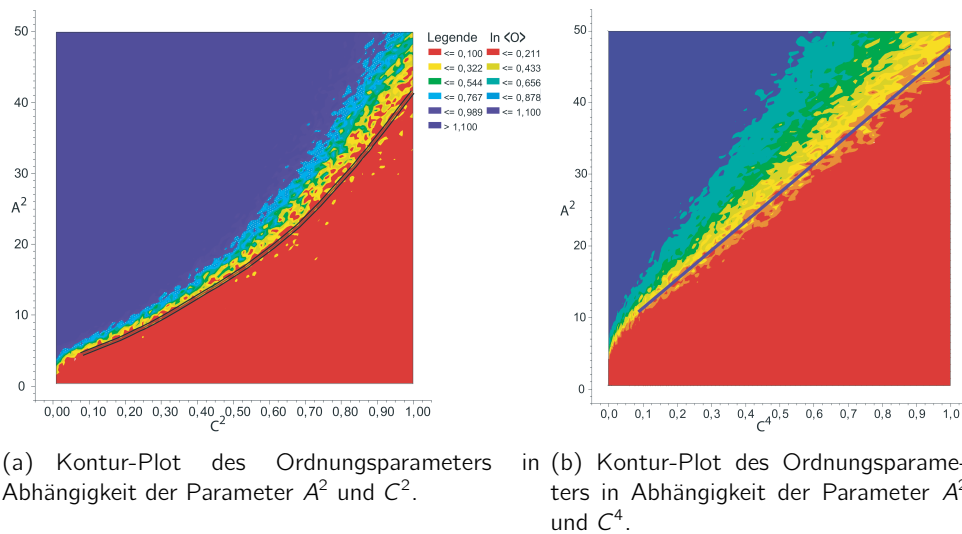 50
40
30
20
10
0
A²
0,00 0,10 0,20 0,30 0,40 0,50 0,60 0,70 0,80 0,90 1,00
C²
Legende ln ⟨O⟩
<= 0,100 <= 0,211
<= 0,322 <= 0,433
<= 0,544 <= 0,656
<= 0,767 <= 0,878
<= 0,989 <= 1,100
> 1,100
50
40
30
20
10
0
A²
0,0 0,2 0,3 0,4 0,6 0,7 0,8 0,9 1,0
C⁴
(a) Kontur-Plot des Ordnungsparameters in
Abhängigkeit der Parameter A² und C².
(b) Kontur-Plot des Ordnungsparame-
ters in Abhängigkeit der Parameter A²
und C⁴.